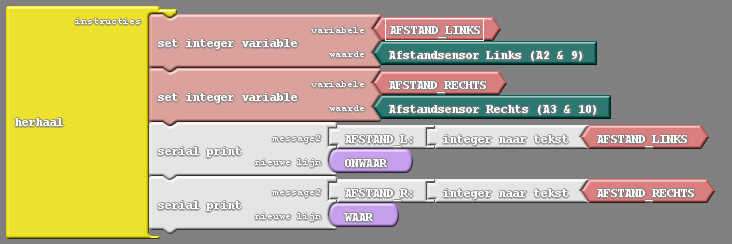 instructies
herhaal
set integer variable
variabele AFSTAND_LINKS
waarde Afstandsensor Links (A2 & 9)
set integer variable
variabele AFSTAND_RECHTS
waarde Afstandsensor Rechts (A3 & 10)
serial print
message2 AFSTAND_L: integer naar tekst AFSTAND_LINKS
nieuwe lijn ONWAAR
serial print
message2 AFSTAND_R: integer naar tekst AFSTAND_RECHTS
nieuwe lijn WAAR